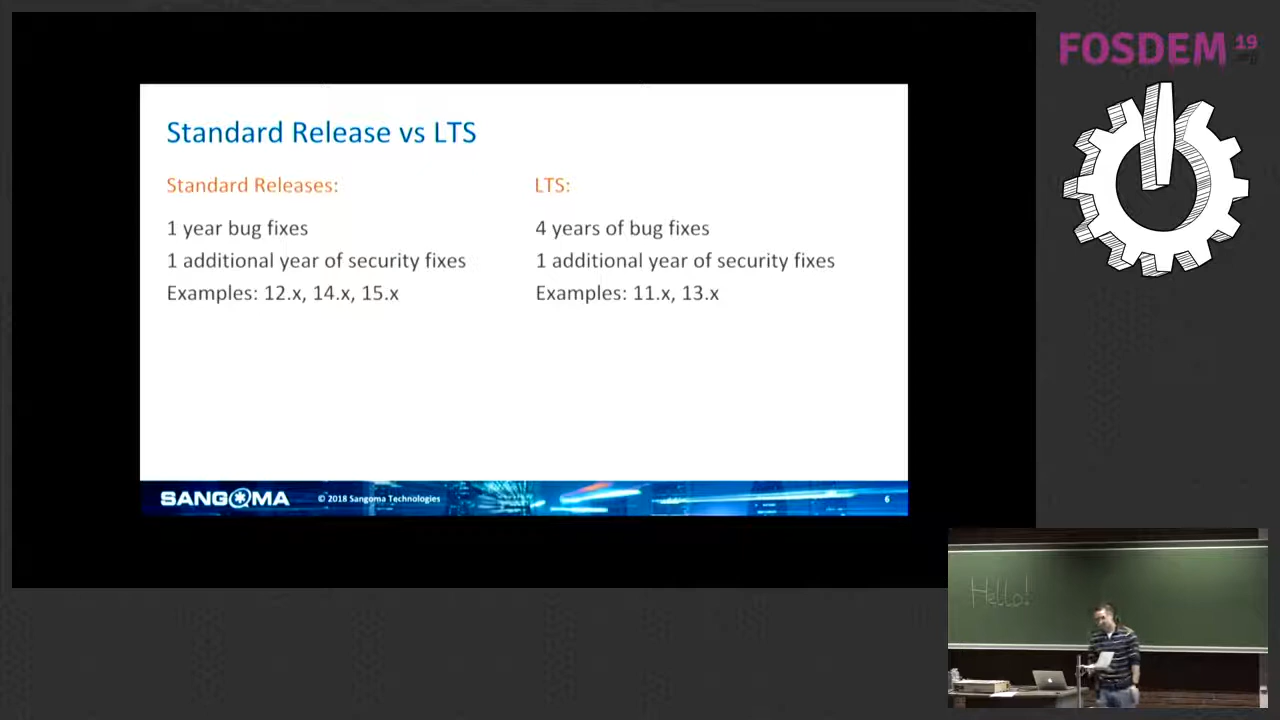 FOSDEM 19
Standard Release vs LTS
Standard Releases:
1 year bug fixes
1 additional year of security fixes
Examples: 12.x, 14.x, 15.x
LTS:
4 years of bug fixes
1 additional year of security fixes
Examples: 11.x, 13.x
SANGOMA
© 2018 Sangoma Technologies
6
Hello!